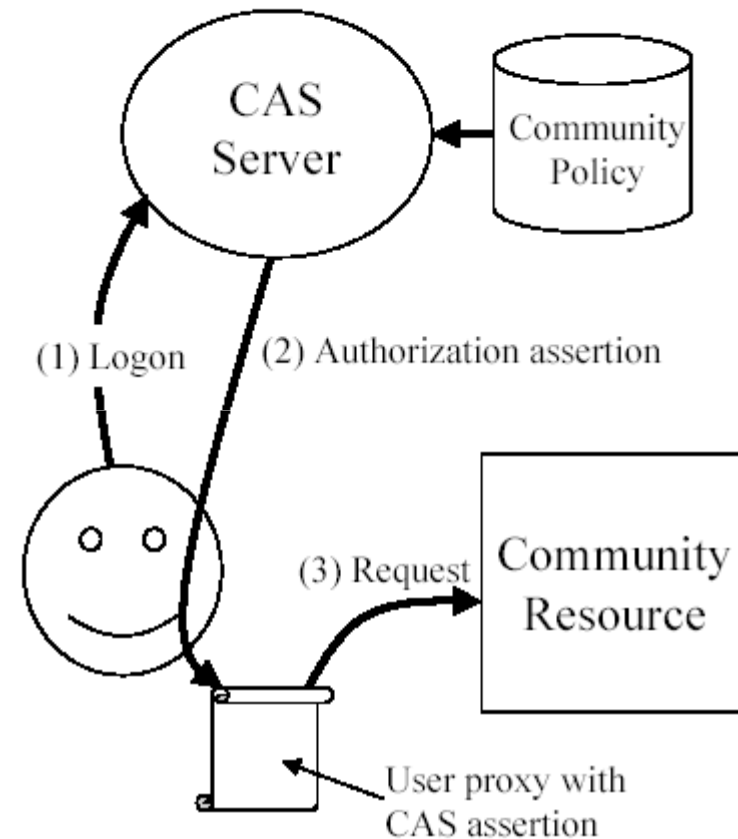 CAS
Server
Community
Policy
(1) Logon
(2) Authorization assertion
(3) Request
Community
Resource
User proxy with
CAS assertion